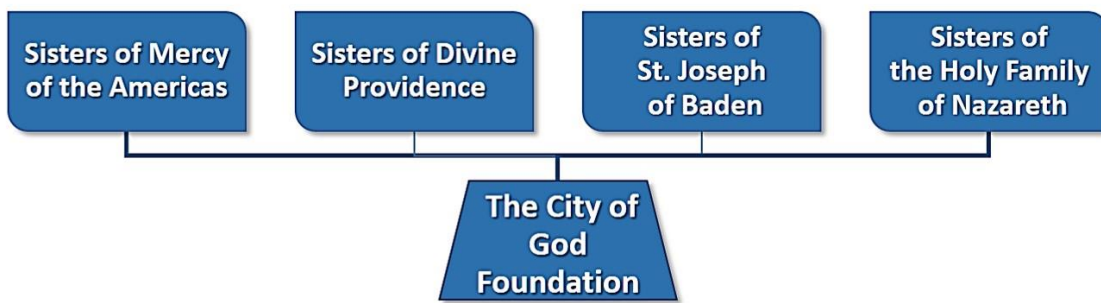 Sisters of Mercy
of the Americas
Sisters of Divine
Providence
Sisters of
St. Joseph
of Baden
Sisters of
the Holy Family
of Nazareth
The City of
God
Foundation